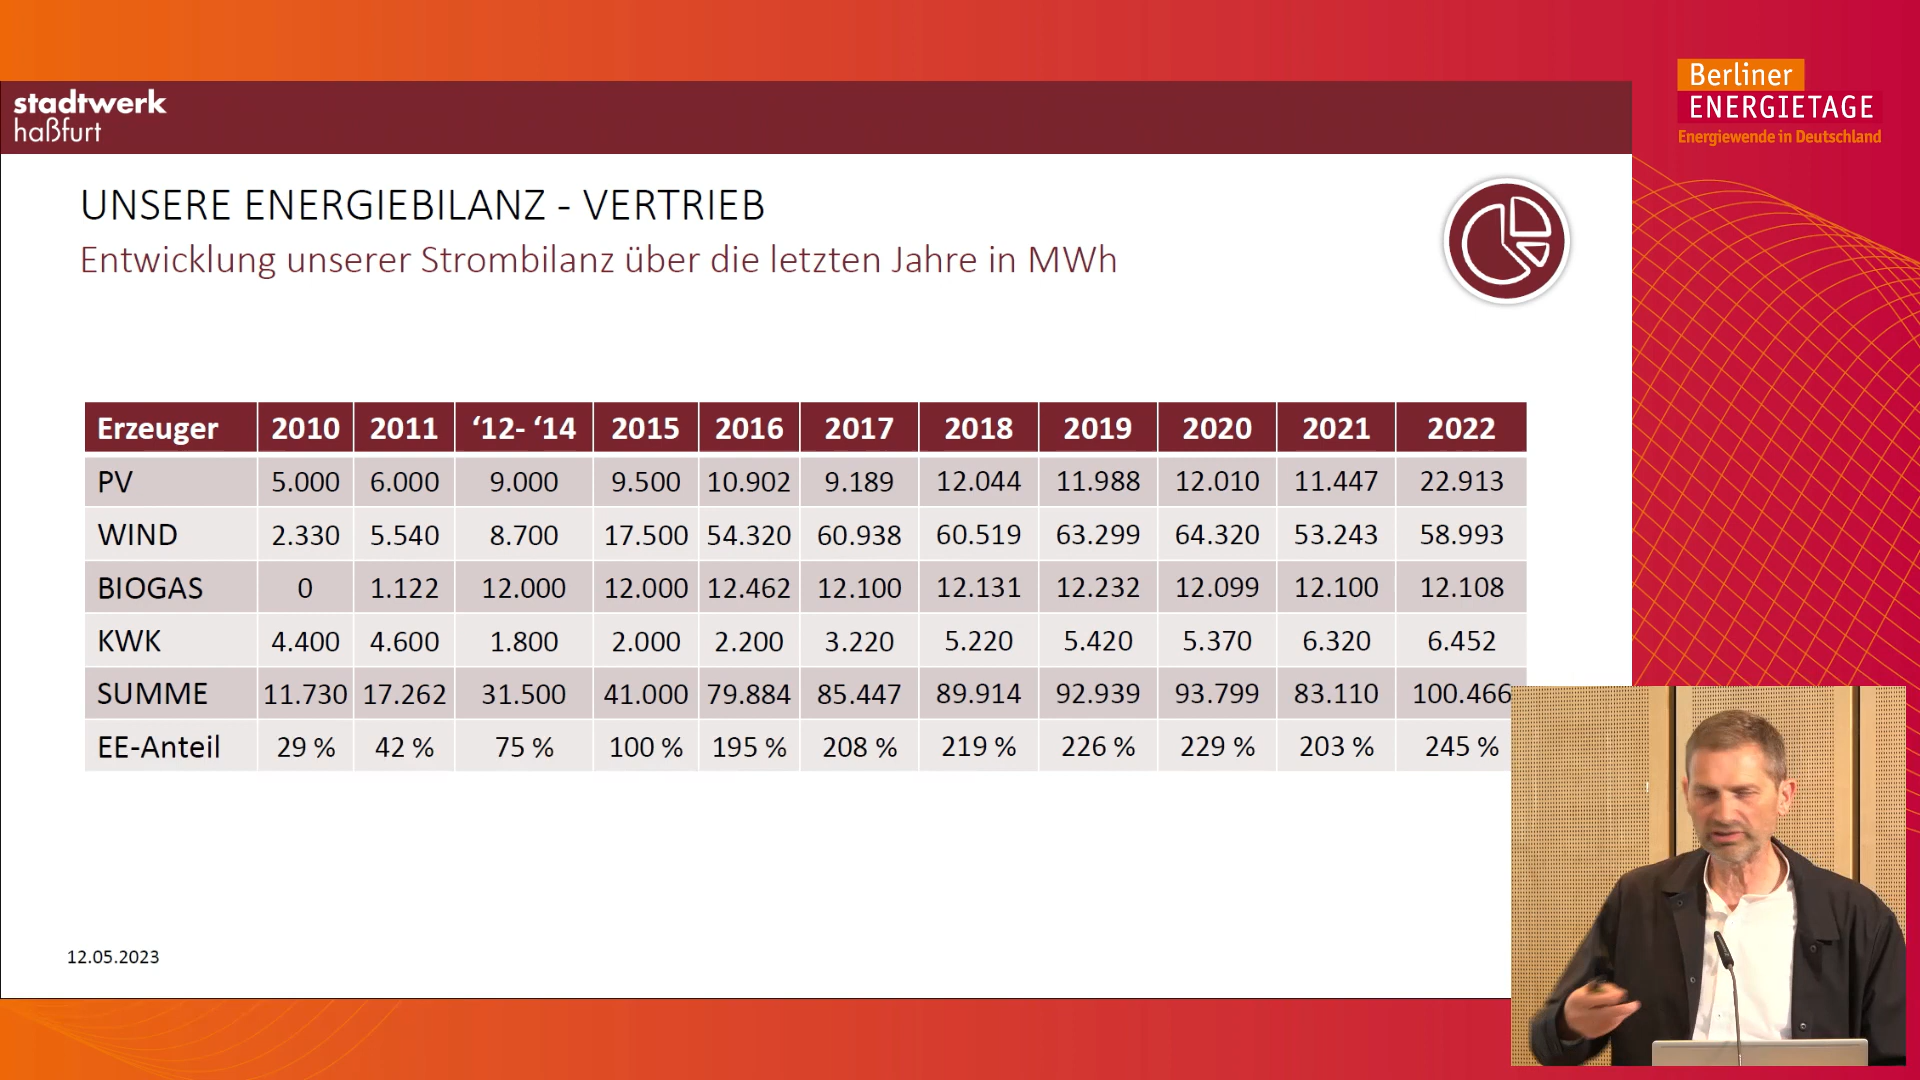 stadtwerk
haßfurt
Berliner
ENERGIETAGE
Energiewende in Deutschland
UNSERE ENERGIEBILANZ - VERTRIEB
Entwicklung unserer Strombilanz über die letzten Jahre in MWh
Erzeuger 2010 2011 ‘12- ‘14 2015 2016 2017 2018 2019 2020 2021 2022
PV 5.000 6.000 9.000 9.500 10.902 9.189 12.044 11.988 12.010 11.447 22.913
WIND 2.330 5.540 8.700 17.500 54.320 60.938 60.519 63.299 64.320 53.243 58.993
BIOGAS 0 1.122 12.000 12.000 12.462 12.100 12.131 12.232 12.099 12.100 12.108
KWK 4.400 4.600 1.800 2.000 2.200 3.220 5.220 5.420 5.370 6.320 6.452
SUMME 11.730 17.262 31.500 41.000 79.884 85.447 89.914 92.939 93.799 83.110 100.466
EE-Anteil 29 % 42 % 75 % 100 % 195 % 208 % 219 % 226 % 229 % 203 % 245 %
12.05.2023